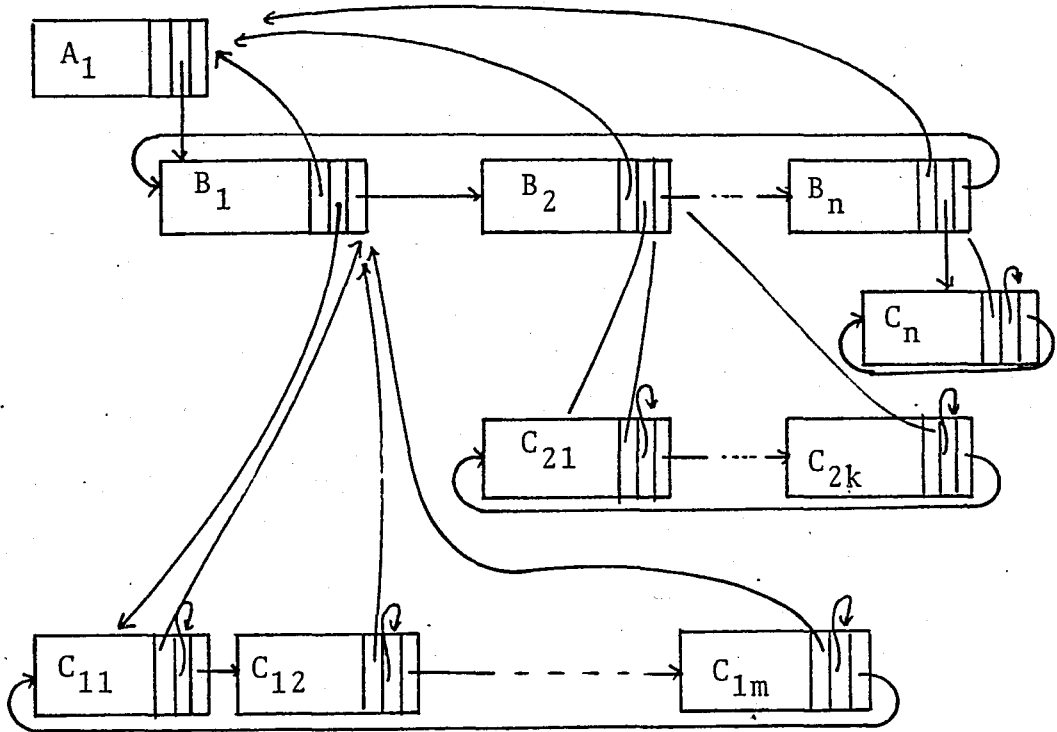 A₁
B₁ B₂ Bₙ
Cₙ
C₂₁ C₂ₖ
C₁₁ C₁₂ C₁ₘ